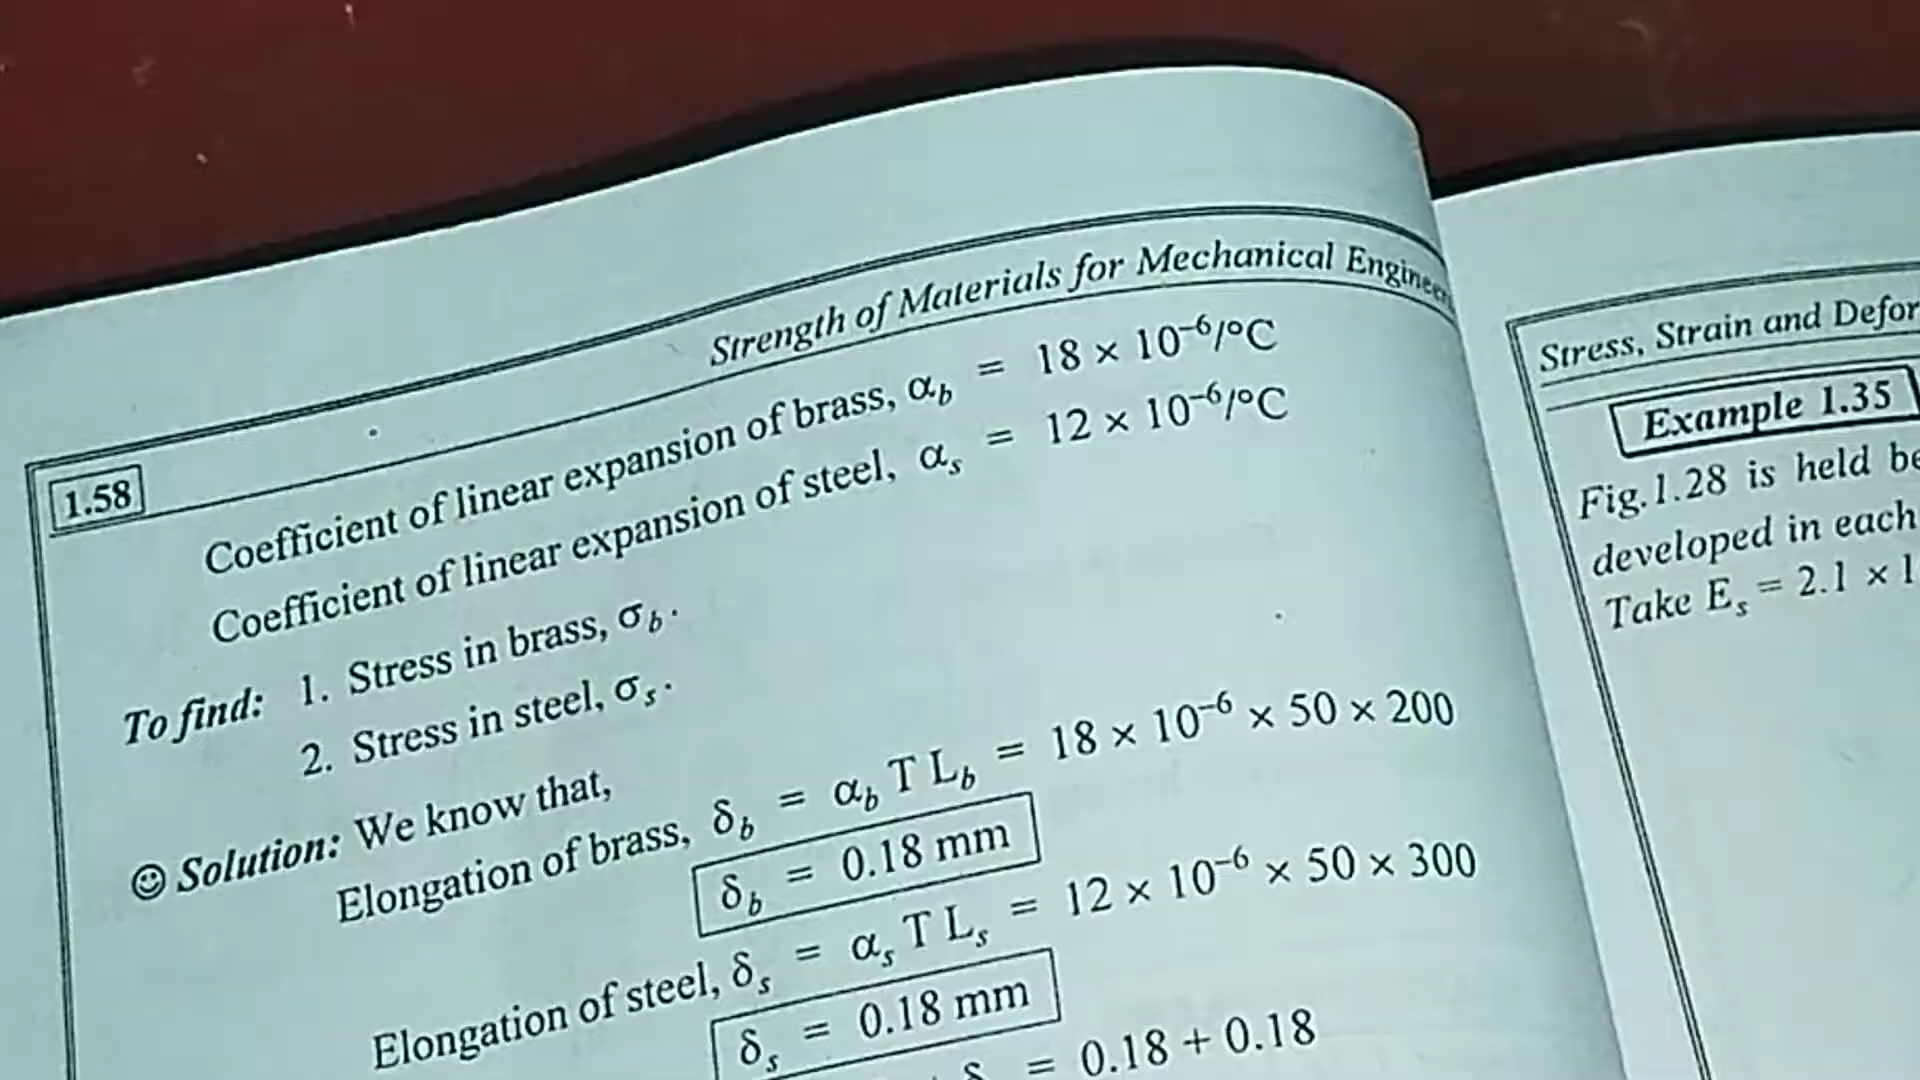 Strength of Materials for Mechanical
1.58
Coefficient of linear expansion of brass, α_b = 18 × 10⁻⁶/°C
Coefficient of linear expansion of steel, α_s = 12 × 10⁻⁶/°C
To find: 1. Stress in brass, σ_b.
2. Stress in steel, σ_s.
☺ Solution: We know that,
Elongation of brass, δ_b = α_b T L_b = 18 × 10⁻⁶ × 50 × 200
δ_b = 0.18 mm
Elongation of steel, δ_s = α_s T L_s = 12 × 10⁻⁶ × 50 × 300
δ_s = 0.18 mm
= 0.18 + 0.18
Stress, Strain and Defor
Example 1.35
Fig.1.28 is held be
developed in each
Take E_s = 2.1 × 1